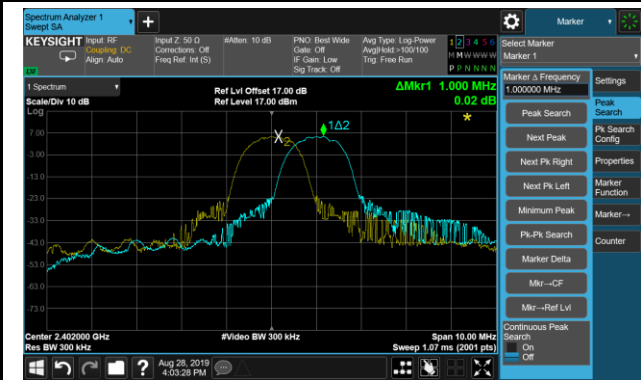 Spectrum Analyzer 1
Swept SA
Marker
KEYSIGHT
Input: RF
Coupling: DC
Align: Auto
Input Z: 50 Ω
Corrections: Off
Freq Ref: Int (S)
#Atten: 10 dB
PNO: Best Wide
Gate: Off
IF Gain: Low
Sig Track: Off
Avg Type: Log-Power
Avg|Hold:>100/100
Trig: Free Run
1 2 3 4 5 6
M M W W W W
P P N N N N
Select Marker
Marker 1
1 Spectrum
Scale/Div 10 dB
Log
Ref Lvl Offset 17.00 dB
Ref Level 17.00 dBm
ΔMkr1 1.000 MHz
0.02 dB
*
7.00
-3.00
-13.0
-23.0
-33.0
-43.0
-53.0
-63.0
-73.0
X2
1Δ2
Center 2.402000 GHz
Res BW 300 kHz
#Video BW 300 kHz
Span 10.00 MHz
Sweep 1.07 ms (2001 pts)
Marker Δ Frequency
1.000000 MHz
Peak Search
Next Peak
Next Pk Right
Next Pk Left
Minimum Peak
Pk-Pk Search
Marker Delta
Mkr→CF
Mkr→Ref Lvl
Continuous Peak
Search
On
Off
Settings
Peak
Search
Pk Search
Config
Properties
Marker
Function
Marker→
Counter
Aug 28, 2019
4:03:28 PM